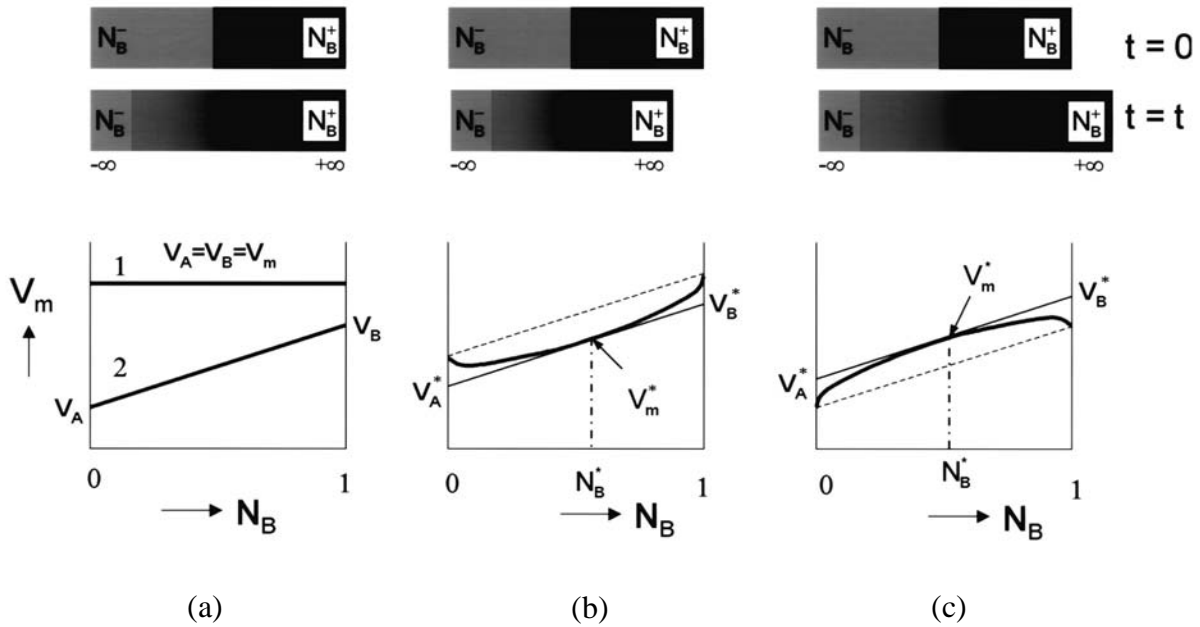 N_B^- N_B^+ N_B^- N_B^+ N_B^- N_B^+ t = 0
N_B^- N_B^+ N_B^- N_B^+ N_B^- N_B^+ t = t
-∞ +∞ -∞ +∞ -∞ +∞
V_m
1 V_A=V_B=V_m
2
V_A
V_B
0 1
N_B
V_A^*
V_B^*
V_m^*
0 N_B^* 1
N_B
V_m^*
V_A^*
V_B^*
0 N_B^* 1
N_B
(a) (b) (c)